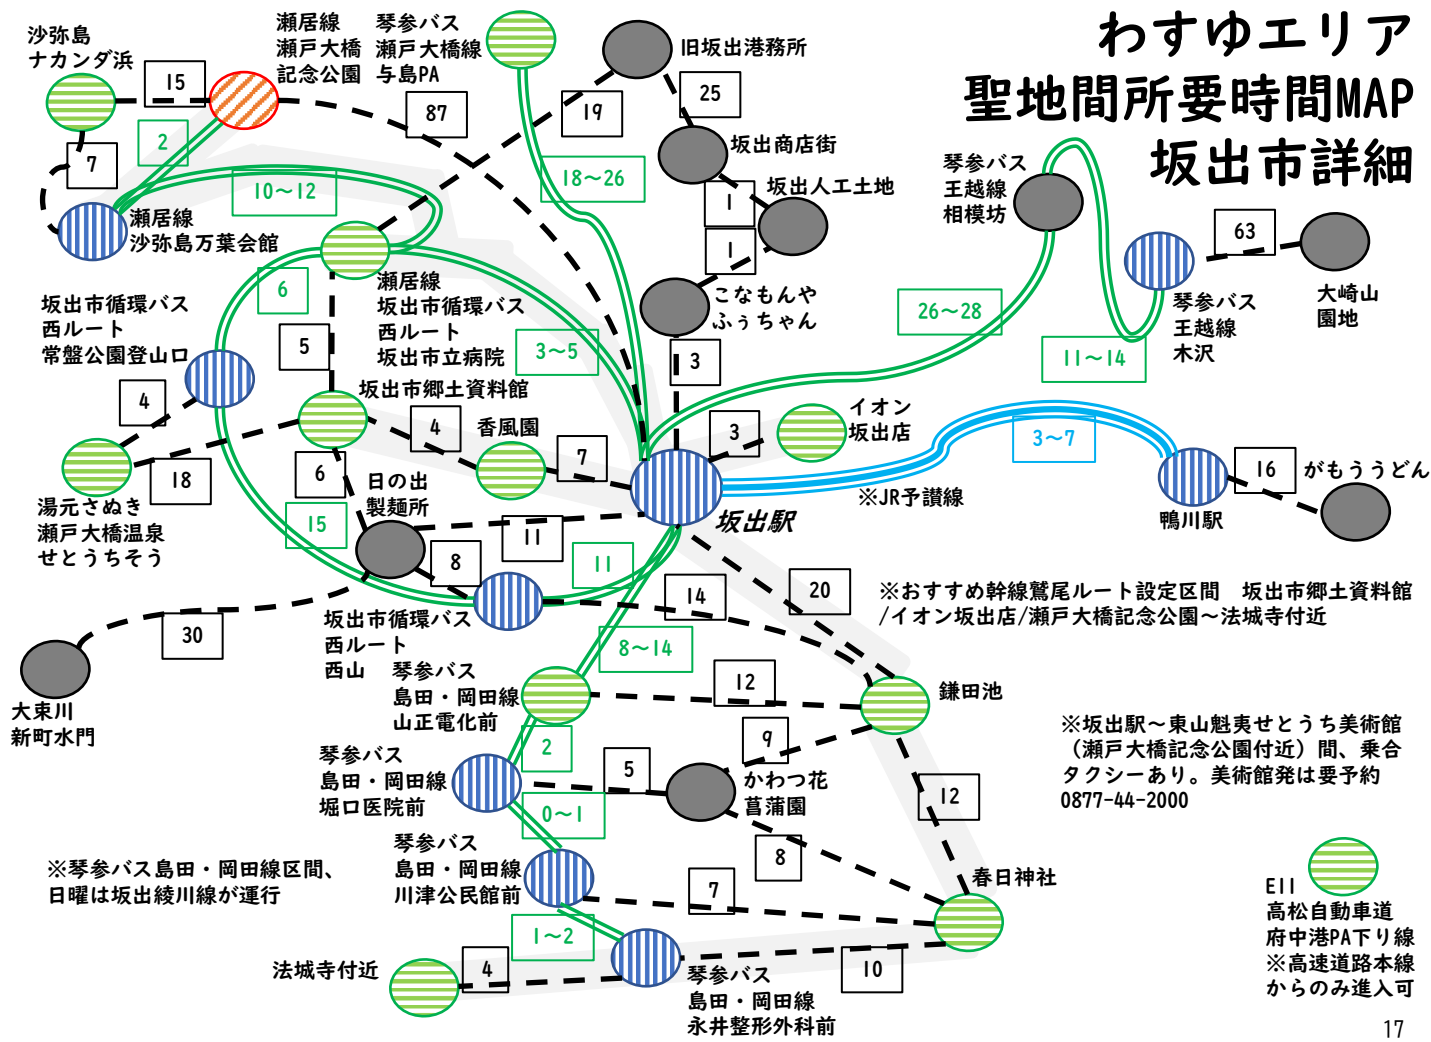 わすゆエリア
聖地間所要時間MAP
坂出市詳細
沙弥島
ナカンダ浜
15
瀬居線
瀬戸大橋
記念公園
琴参バス
瀬戸大橋線
与島PA
87
旧坂出港務所
19
25
坂出商店街
坂出人工土地
1
1
こなもんや
ふぅちゃん
3
2
7
10～12
18～26
瀬居線
沙弥島万葉会館
琴参バス
王越線
相模坊
63
大崎山
園地
琴参バス
王越線
木沢
26～28
11～14
6
瀬居線
坂出市循環バス
西ルート
坂出市立病院
坂出市循環バス
西ルート
常盤公園登山口
5
3～5
4
坂出市郷土資料館
4
香風園
7
3
イオン
坂出店
3～7
※JR予讃線
16
がもううどん
鴨川駅
坂出駅
18
湯元さぬき
瀬戸大橋温泉
せとうちそう
6
日の出
製麺所
15
11
8
11
14
20
※おすすめ幹線鷲尾ルート設定区間　坂出市郷土資料館
/イオン坂出店/瀬戸大橋記念公園～法城寺付近
30
坂出市循環バス
西ルート
西山
8～14
大束川
新町水門
琴参バス
島田・岡田線
山正電化前
12
鎌田池
2
9
琴参バス
島田・岡田線
堀口医院前
5
かわつ花
菖蒲園
12
0～1
※坂出駅～東山魁夷せとうち美術館
（瀬戸大橋記念公園付近）間、乗合
タクシーあり。美術館発は要予約
0877-44-2000
※琴参バス島田・岡田線区間、
日曜は坂出綾川線が運行
琴参バス
島田・岡田線
川津公民館前
8
7
春日神社
1～2
法城寺付近
4
10
琴参バス
島田・岡田線
永井整形外科前
E11
高松自動車道
府中港PA下り線
※高速道路本線
からのみ進入可
17